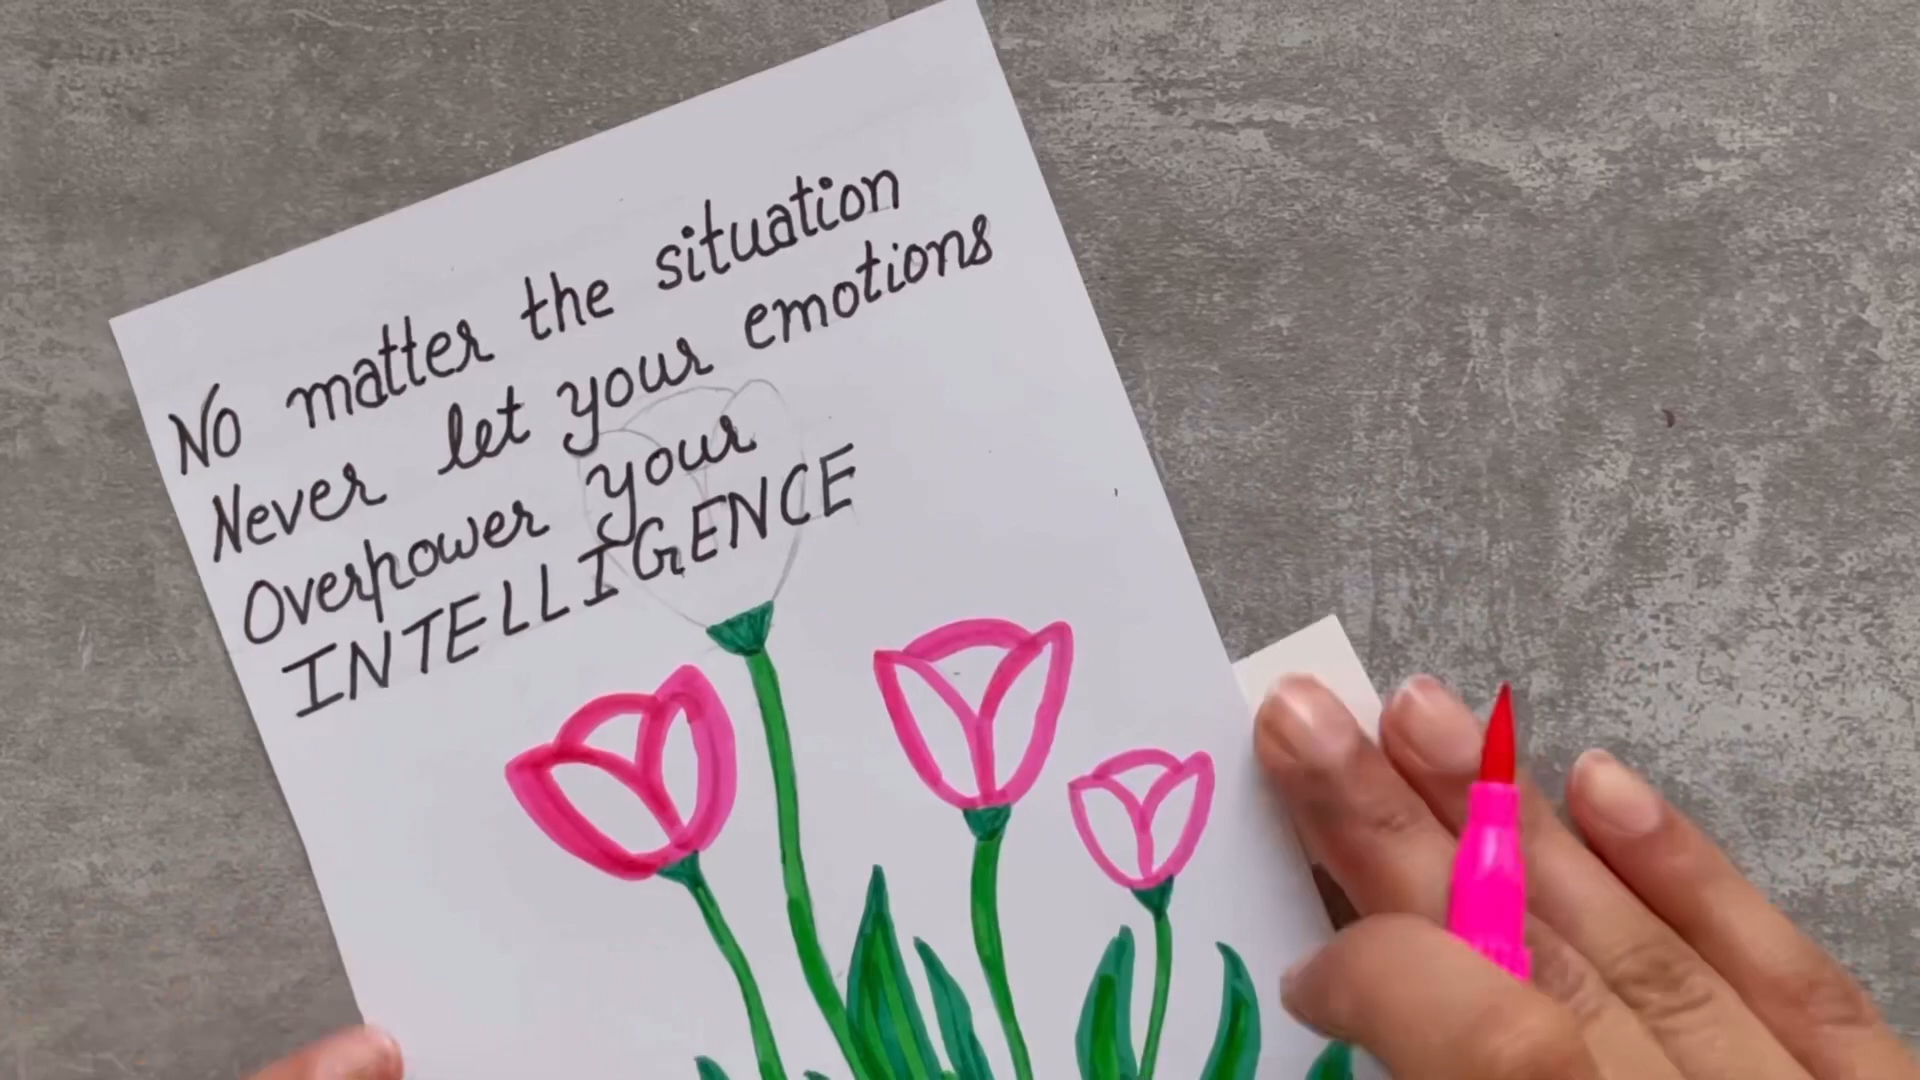 No matter the situation
Never let your emotions
Overpower your
INTELLIGENCE